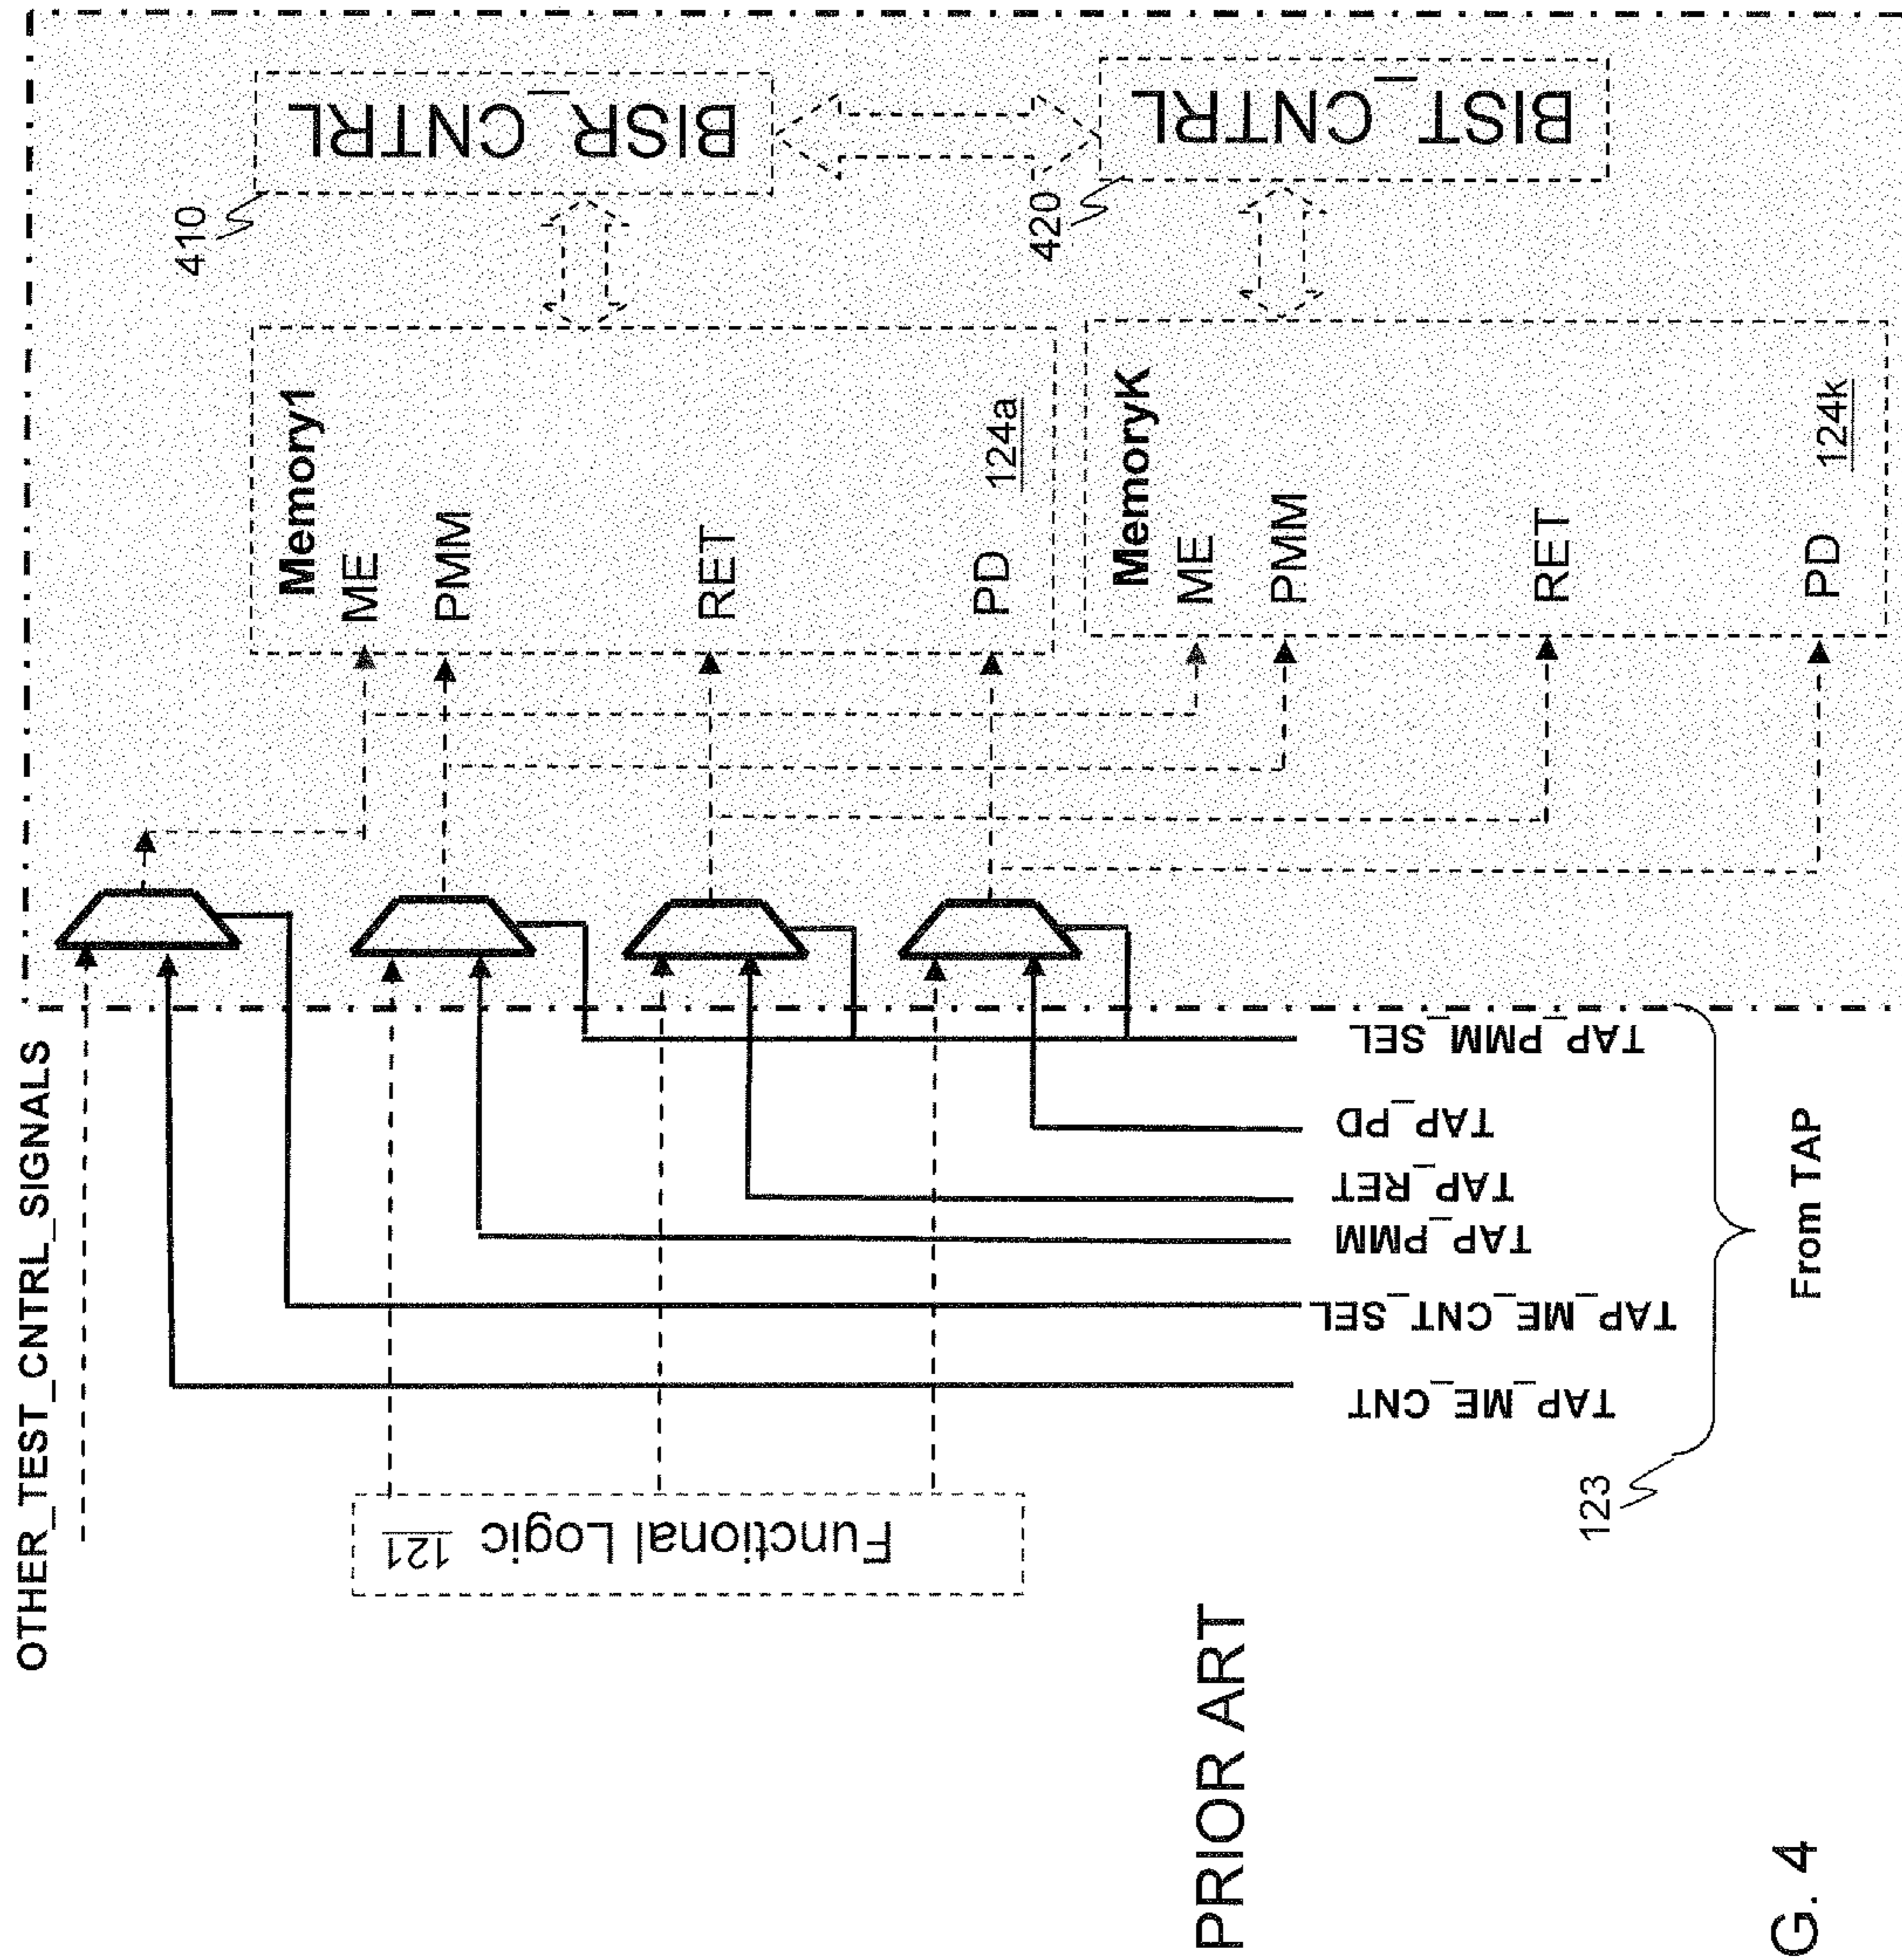 OTHER_TEST_CNTRL_SIGNALS
Functional Logic 121
TAP_ME_CNT
TAP_ME_CNT_SEL
TAP_PMM
TAP_RET
TAP_PD
TAP_PMM_SEL
123
From TAP
Memory1
ME
PMM
RET
PD
124a
MemoryK
ME
PMM
RET
PD
124k
410
BISR_CNTRL
420
BIST_CNTRL
PRIOR ART
G. 4